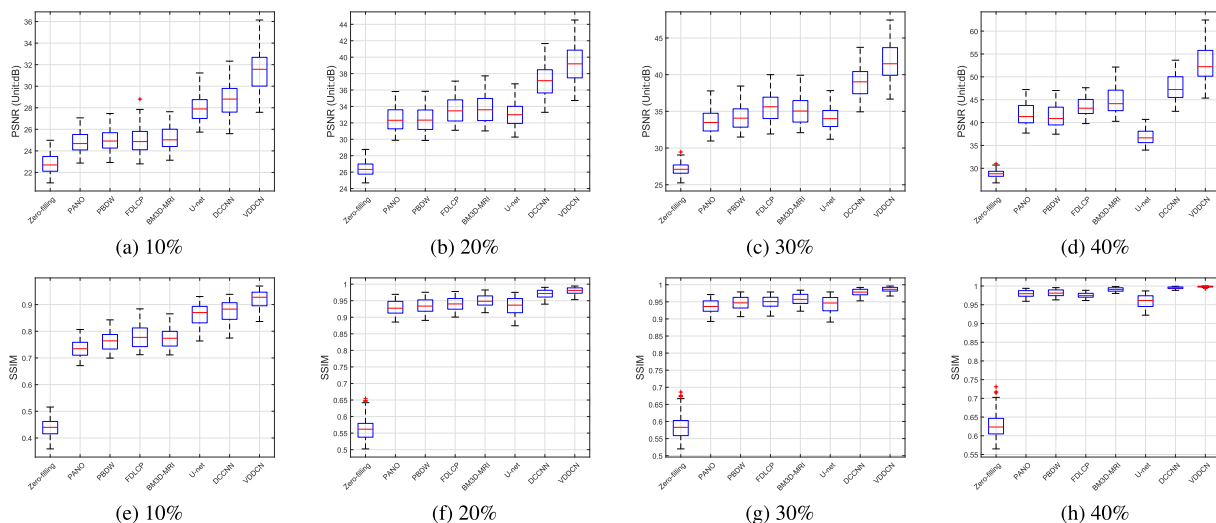 PSNR (Unit:dB)
36
34
32
30
28
26
24
22
Zero-filling PANO PBDW FDLCP BM3D-MRI U-net DCCNN VDDCN
(a) 10%
PSNR (Unit:dB)
44
42
40
38
36
34
32
30
28
26
24
Zero-filling PANO PBDW FDLCP BM3D-MRI U-net DCCNN VDDCN
(b) 20%
PSNR (Unit:dB)
45
40
35
30
25
Zero-filling PANO PBDW FDLCP BM3D-MRI U-net DCCNN VDDCN
(c) 30%
PSNR (Unit:dB)
60
55
50
45
40
35
30
Zero-filling PANO PBDW FDLCP BM3D-MRI U-net DCCNN VDDCN
(d) 40%
SSIM
0.9
0.8
0.7
0.6
0.5
0.4
Zero-filling PANO PBDW FDLCP BM3D-MRI U-net DCCNN VDDCN
(e) 10%
SSIM
1
0.95
0.9
0.85
0.8
0.75
0.7
0.65
0.6
0.55
0.5
Zero-filling PANO PBDW FDLCP BM3D-MRI U-net DCCNN VDDCN
(f) 20%
SSIM
1
0.95
0.9
0.85
0.8
0.75
0.7
0.65
0.6
0.55
0.5
Zero-filling PANO PBDW FDLCP BM3D-MRI U-net DCCNN VDDCN
(g) 30%
SSIM
1
0.95
0.9
0.85
0.8
0.75
0.7
0.65
0.6
0.55
Zero-filling PANO PBDW FDLCP BM3D-MRI U-net DCCNN VDDCN
(h) 40%